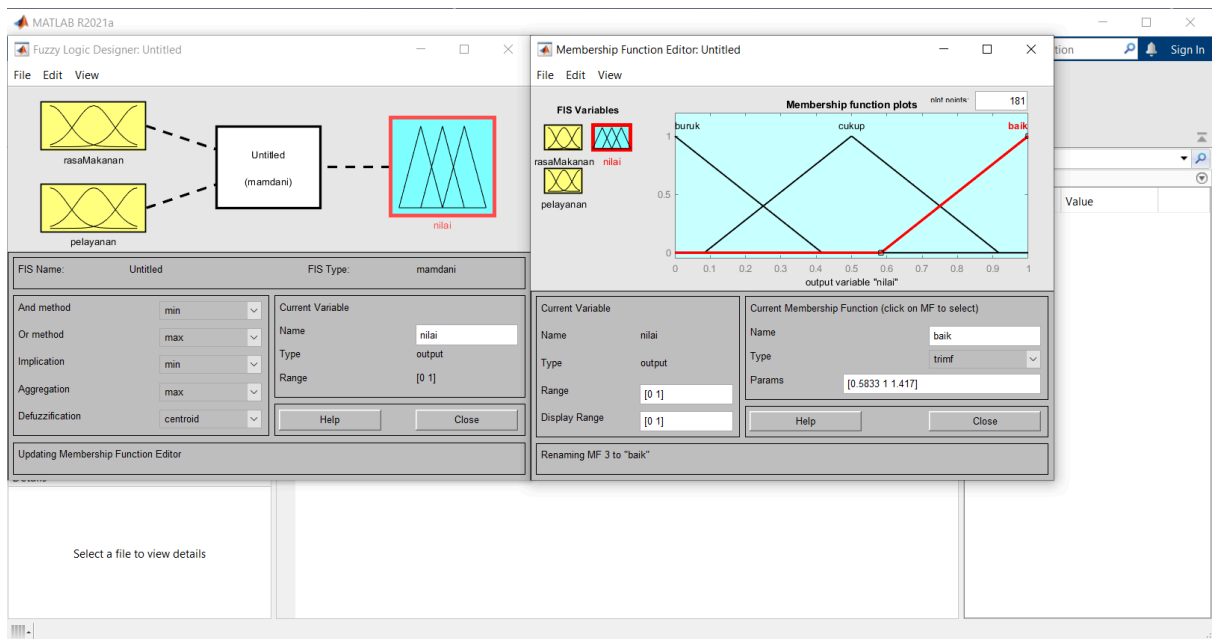 MATLAB R2021a
Fuzzy Logic Designer: Untitled
File Edit View
rasaMakanan
pelayanan
Untitled
(mamdani)
nilai
FIS Name: Untitled FIS Type: mamdani
And method min
Or method max
Implication min
Aggregation max
Defuzzification centroid
Current Variable
Name nilai
Type output
Range [0 1]
Help Close
Updating Membership Function Editor
Membership Function Editor: Untitled
File Edit View
FIS Variables
rasaMakanan nilai
pelayanan
Membership function plots plot points: 181
buruk cukup baik
1
0.5
0
0 0.1 0.2 0.3 0.4 0.5 0.6 0.7 0.8 0.9 1
output variable "nilai"
Current Variable
Name nilai
Type output
Range [0 1]
Display Range [0 1]
Current Membership Function (click on MF to select)
Name baik
Type trimf
Params [0.5833 1 1.417]
Help Close
Renaming MF 3 to "baik"
Sign In
Value
Details
Select a file to view details